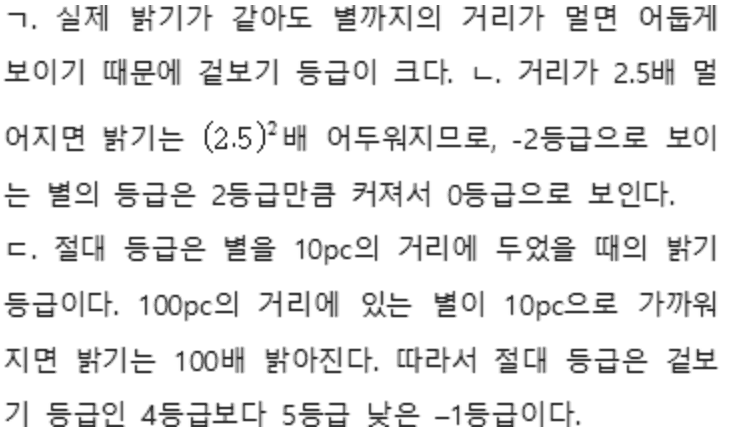 ㄱ. 실제 밝기가 같아도 별까지의 거리가 멀면 어둡게
보이기 때문에 겉보기 등급이 크다. ㄴ. 거리가 2.5배 멀
어지면 밝기는 (2.5)²배 어두워지므로, -2등급으로 보이
는 별의 등급은 2등급만큼 커져서 0등급으로 보인다.
ㄷ. 절대 등급은 별을 10pc의 거리에 두었을 때의 밝기
등급이다. 100pc의 거리에 있는 별이 10pc으로 가까워
지면 밝기는 100배 밝아진다. 따라서 절대 등급은 겉보
기 등급인 4등급보다 5등급 낮은 –1등급이다.